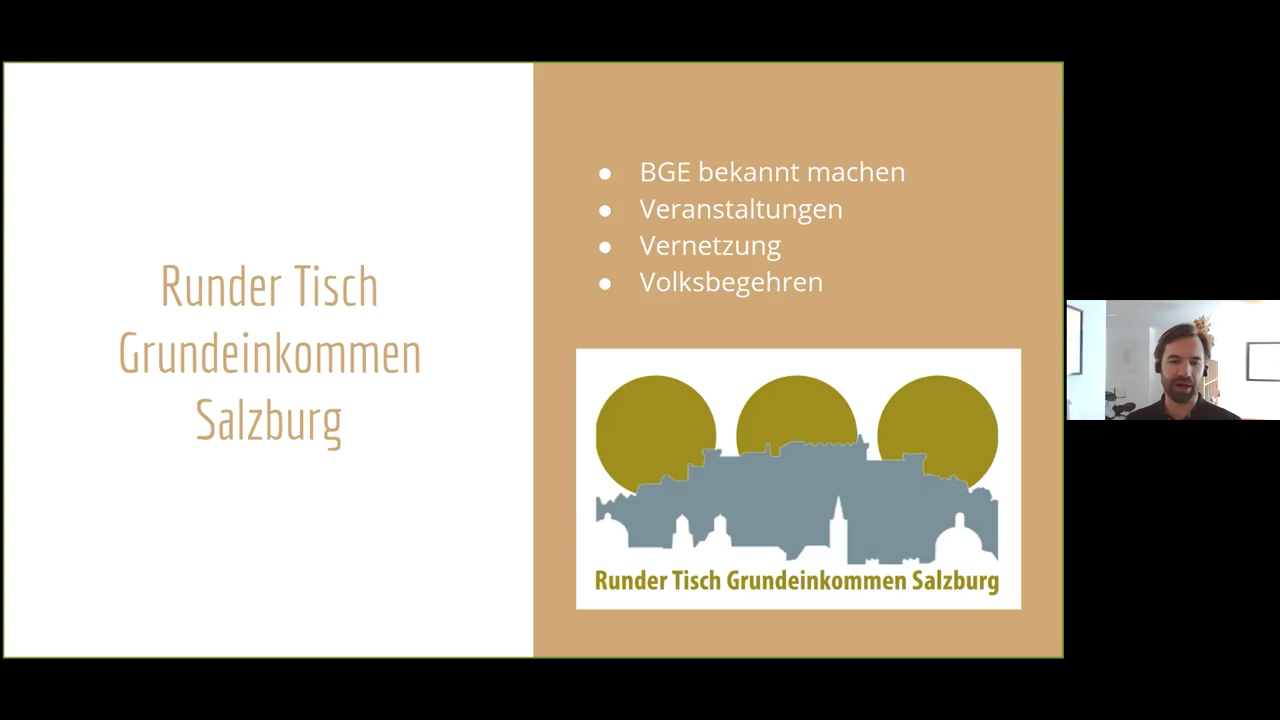 Runder Tisch
Grundeinkommen
Salzburg
● BGE bekannt machen
● Veranstaltungen
● Vernetzung
● Volksbegehren
Runder Tisch Grundeinkommen Salzburg